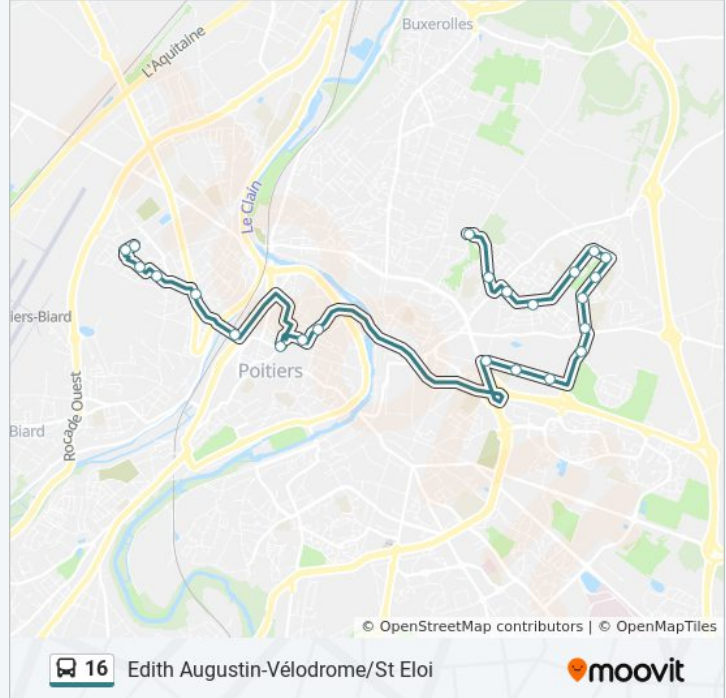 Buxerolles
L'Aquitaine
Le Clain
iers-Biard
Poitiers
Rocade Ouest
Biard
© OpenStreetMap contributors | © OpenMapTiles
16 Edith Augustin-Vélodrome/St Eloi
moovit